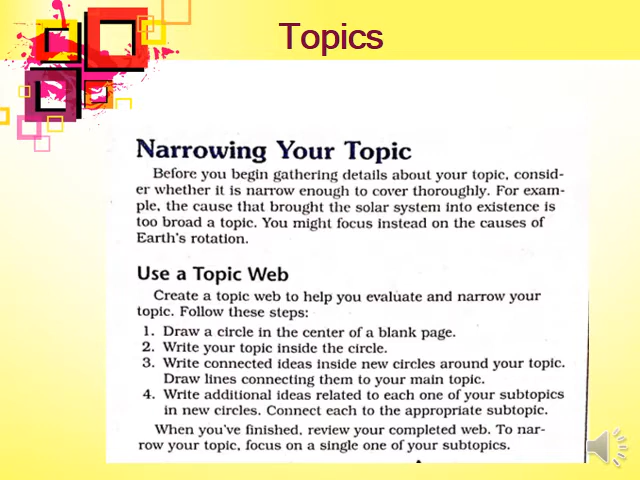 Topics
Narrowing Your Topic
Before you begin gathering details about your topic, consid-
er whether it is narrow enough to cover thoroughly. For exam-
ple, the cause that brought the solar system into existence is
too broad a topic. You might focus instead on the causes of
Earth's rotation.
Use a Topic Web
Create a topic web to help you evaluate and narrow your
topic. Follow these steps:
1. Draw a circle in the center of a blank page.
2. Write your topic inside the circle.
3. Write connected ideas inside new circles around your topic.
Draw lines connecting them to your main topic.
4. Write additional ideas related to each one of your subtopics
in new circles. Connect each to the appropriate subtopic.
When you've finished, review your completed web. To nar-
row your topic, focus on a single one of your subtopics.